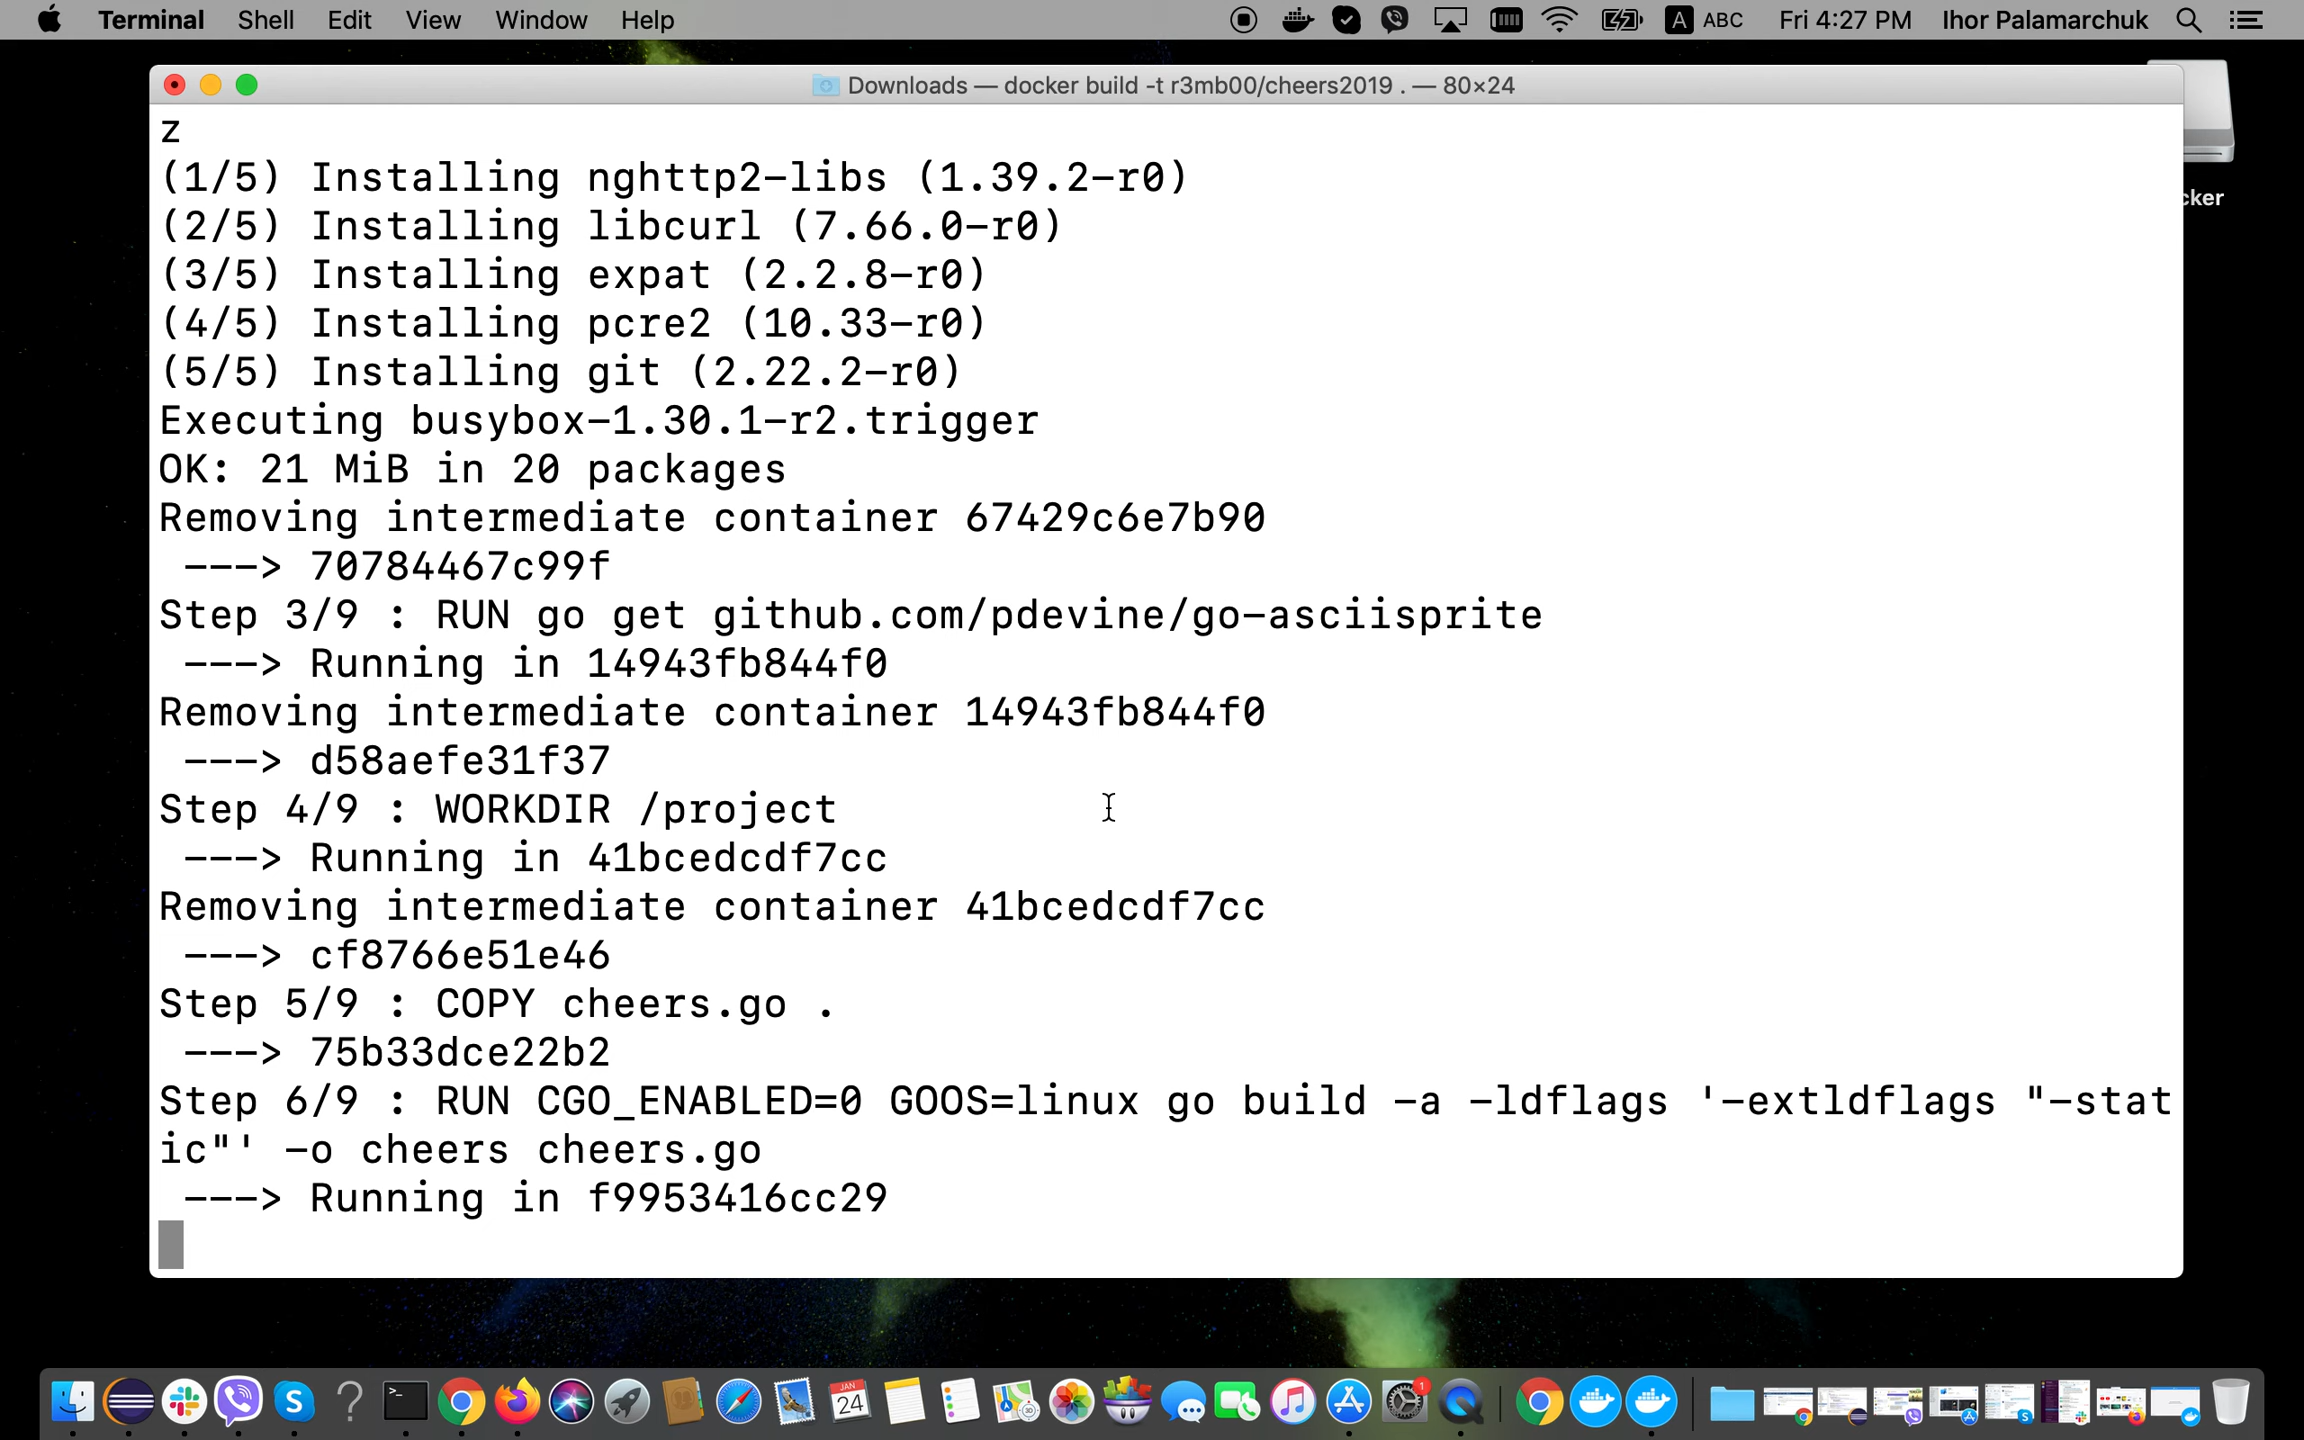 Terminal Shell Edit View Window Help A ABC Fri 4:27 PM Ihor Palamarchuk
Downloads — docker build -t r3mb00/cheers2019 . — 80×24
z
(1/5) Installing nghttp2-libs (1.39.2-r0)
(2/5) Installing libcurl (7.66.0-r0)
cker
(3/5) Installing expat (2.2.8-r0)
(4/5) Installing pcre2 (10.33-r0)
(5/5) Installing git (2.22.2-r0)
Executing busybox-1.30.1-r2.trigger
OK: 21 MiB in 20 packages
Removing intermediate container 67429c6e7b90
 ---> 70784467c99f
Step 3/9 : RUN go get github.com/pdevine/go-asciisprite
 ---> Running in 14943fb844f0
Removing intermediate container 14943fb844f0
 ---> d58aefe31f37
Step 4/9 : WORKDIR /project
 ---> Running in 41bcedcdf7cc
Removing intermediate container 41bcedcdf7cc
 ---> cf8766e51e46
Step 5/9 : COPY cheers.go .
 ---> 75b33dce22b2
Step 6/9 : RUN CGO_ENABLED=0 GOOS=linux go build -a -ldflags '-extldflags "-stat
ic"' -o cheers cheers.go
 ---> Running in f9953416cc29
JAN
24
1